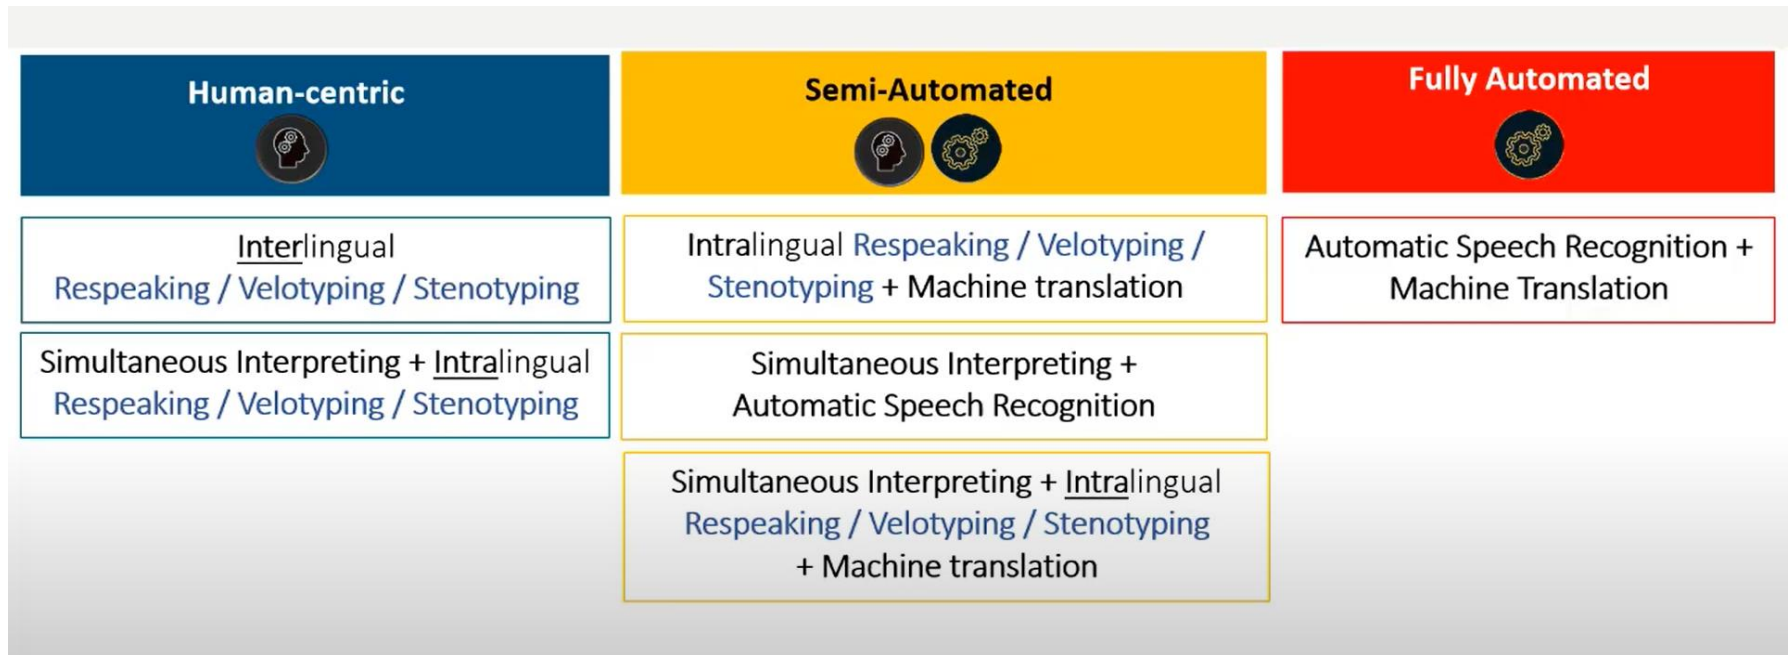 Human-centric
Interlingual
Respeaking / Velotyping / Stenotyping
Simultaneous Interpreting + Intralingual
Respeaking / Velotyping / Stenotyping
Semi-Automated
Intralingual Respeaking / Velotyping /
Stenotyping + Machine translation
Simultaneous Interpreting +
Automatic Speech Recognition
Simultaneous Interpreting + Intralingual
Respeaking / Velotyping / Stenotyping
+ Machine translation
Fully Automated
Automatic Speech Recognition +
Machine Translation